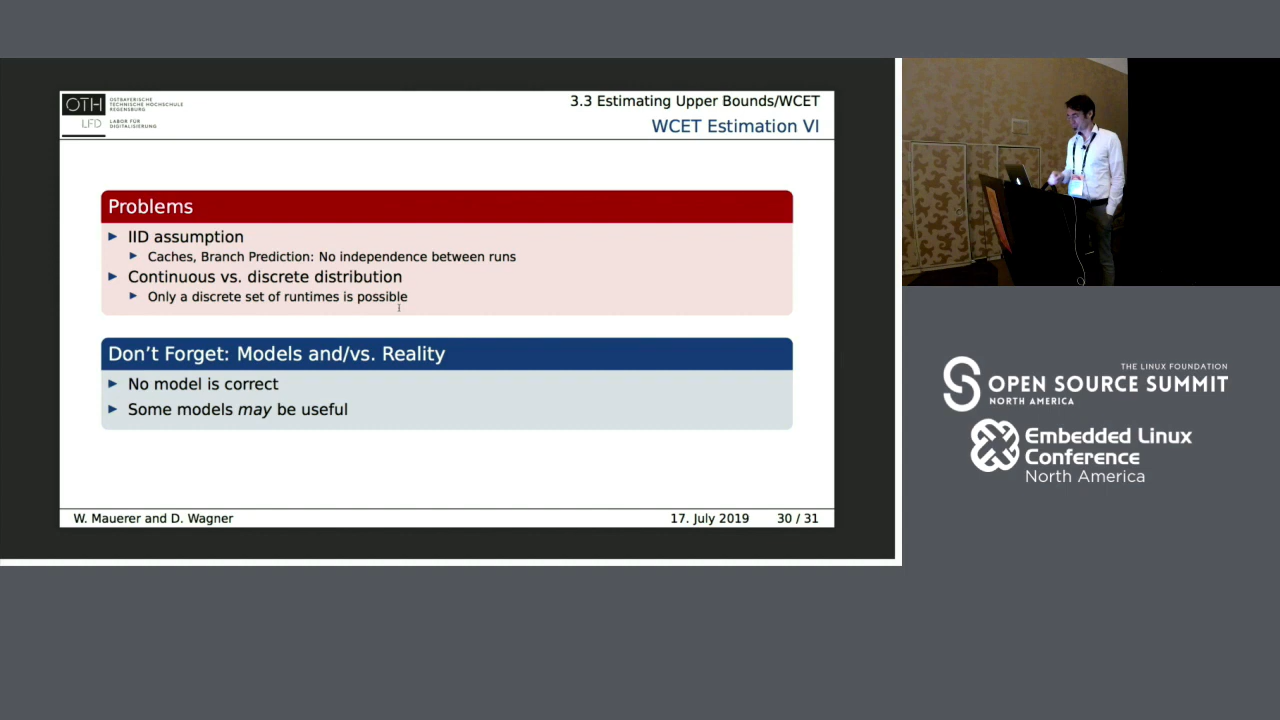 OTH
OSTBAYERISCHE
TECHNISCHE HOCHSCHULE
REGENSBURG
LFD
LABOR FÜR
DIGITALISIERUNG
3.3 Estimating Upper Bounds/WCET
WCET Estimation VI
Problems
IID assumption
Caches, Branch Prediction: No independence between runs
Continuous vs. discrete distribution
Only a discrete set of runtimes is possible
Don't Forget: Models and/vs. Reality
No model is correct
Some models may be useful
W. Mauerer and D. Wagner
17. July 2019 30 / 31
THE LINUX FOUNDATION
OPEN SOURCE SUMMIT
NORTH AMERICA
Embedded Linux
Conference
North America